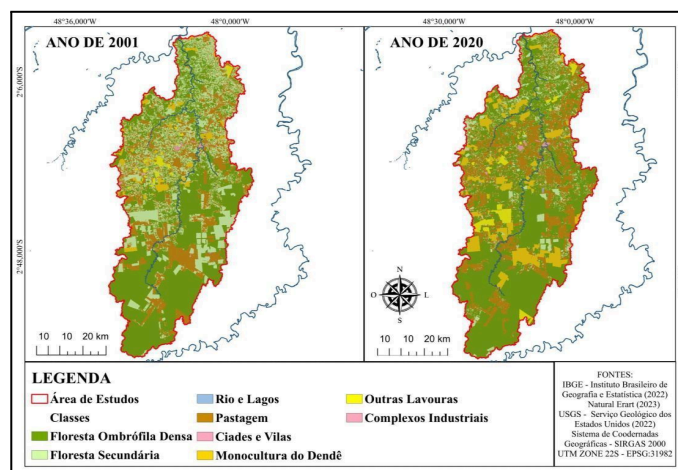 48°36,000'W 48°0,000'W 48°30,000'W 48°0,000'W
ANO DE 2001 ANO DE 2020
2°6,000'S
2°48,000'S
N
O L
S
10 10 20 km
10 10 20 km
LEGENDA
Área de Estudos
Classes
Floresta Ombrófila Densa
Floresta Secundária
Rio e Lagos
Pastagem
Ciades e Vilas
Monocultura do Dendê
Outras Lavouras
Complexos Industriais
FONTES:
IBGE - Instituto Brasileiro de
Geografia e Estatística (2022)
Natural Erart (2023)
USGS - Serviço Geológico dos
Estados Unidos (2022)
Sistema de Coodernadas
Geográficas - SIRGAS 2000
UTM ZONE 22S - EPSG:31982